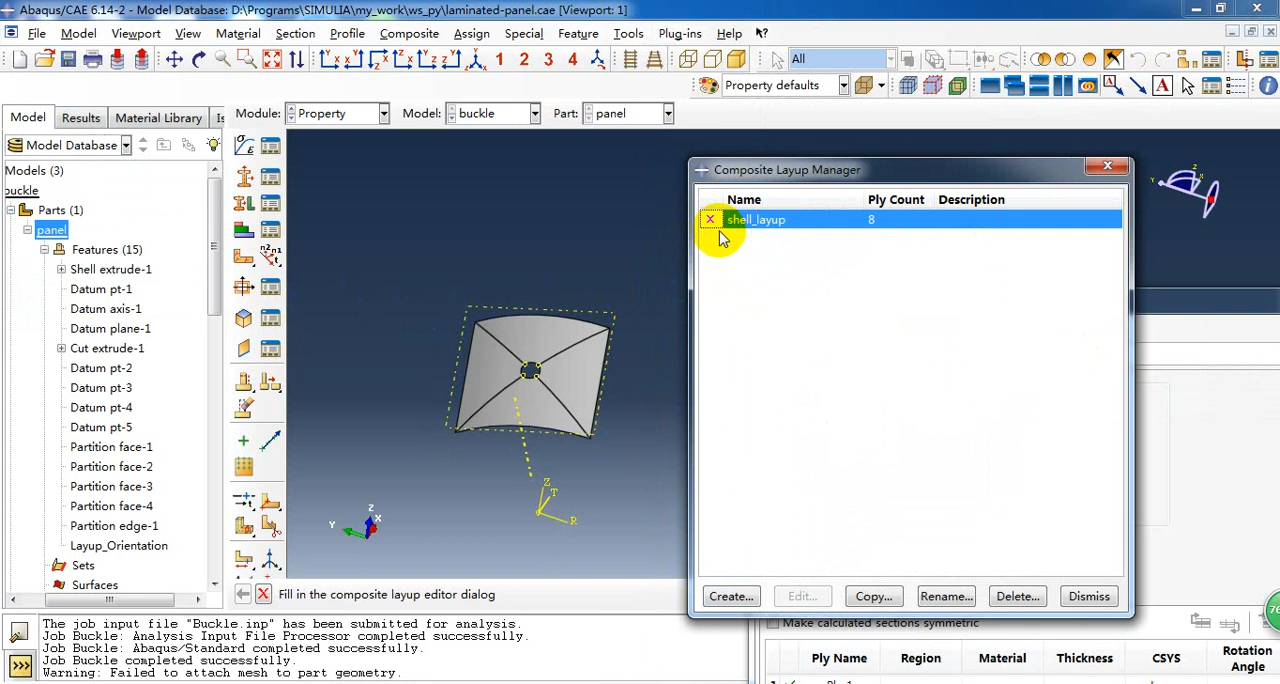 Abaqus/CAE 6.14-2 - Model Database: D:\Programs\SIMULIA\my_work\ws_py\laminated-panel.cae [Viewport: 1]
File Model Viewport View Material Section Profile Composite Assign Special Feature Tools Plug-ins Help
1 2 3 4 All
Property defaults
Model Results Material Library Is
Module: Property Model: buckle Part: panel
Model Database
Models (3)
buckle
Parts (1)
panel
Features (15)
Shell extrude-1
Datum pt-1
Datum axis-1
Datum plane-1
Cut extrude-1
Datum pt-2
Datum pt-3
Datum pt-4
Datum pt-5
Partition face-1
Partition face-2
Partition face-3
Partition face-4
Partition edge-1
Layup_Orientation
Sets
Surfaces
Z
T
R
Z
X
Y
Y
Z
X
Composite Layup Manager
Name Ply Count Description
shell_layup 8
Create... Edit... Copy... Rename... Delete... Dismiss
Fill in the composite layup editor dialog
The job input file "Buckle.inp" has been submitted for analysis.
Job Buckle: Analysis Input File Processor completed successfully.
Job Buckle: Abaqus/Standard completed successfully.
Job Buckle completed successfully.
Warning: Failed to attach mesh to part geometry.
Make calculated sections symmetric
Ply Name Region Material Thickness CSYS Rotation Angle
76